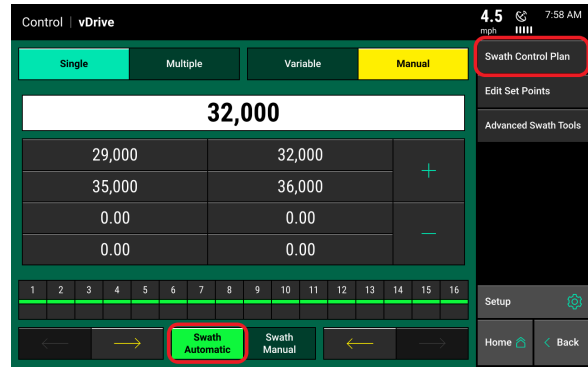 Control | vDrive
4.5
mph
7:58 AM
Single
Multiple
Variable
Manual
32,000
29,000
32,000
35,000
36,000
0.00
0.00
0.00
0.00
1 2 3 4 5 6 7 8 9 10 11 12 13 14 15 16
Swath
Automatic
Swath
Manual
Swath Control Plan
Edit Set Points
Advanced Swath Tools
Setup
Home
Back